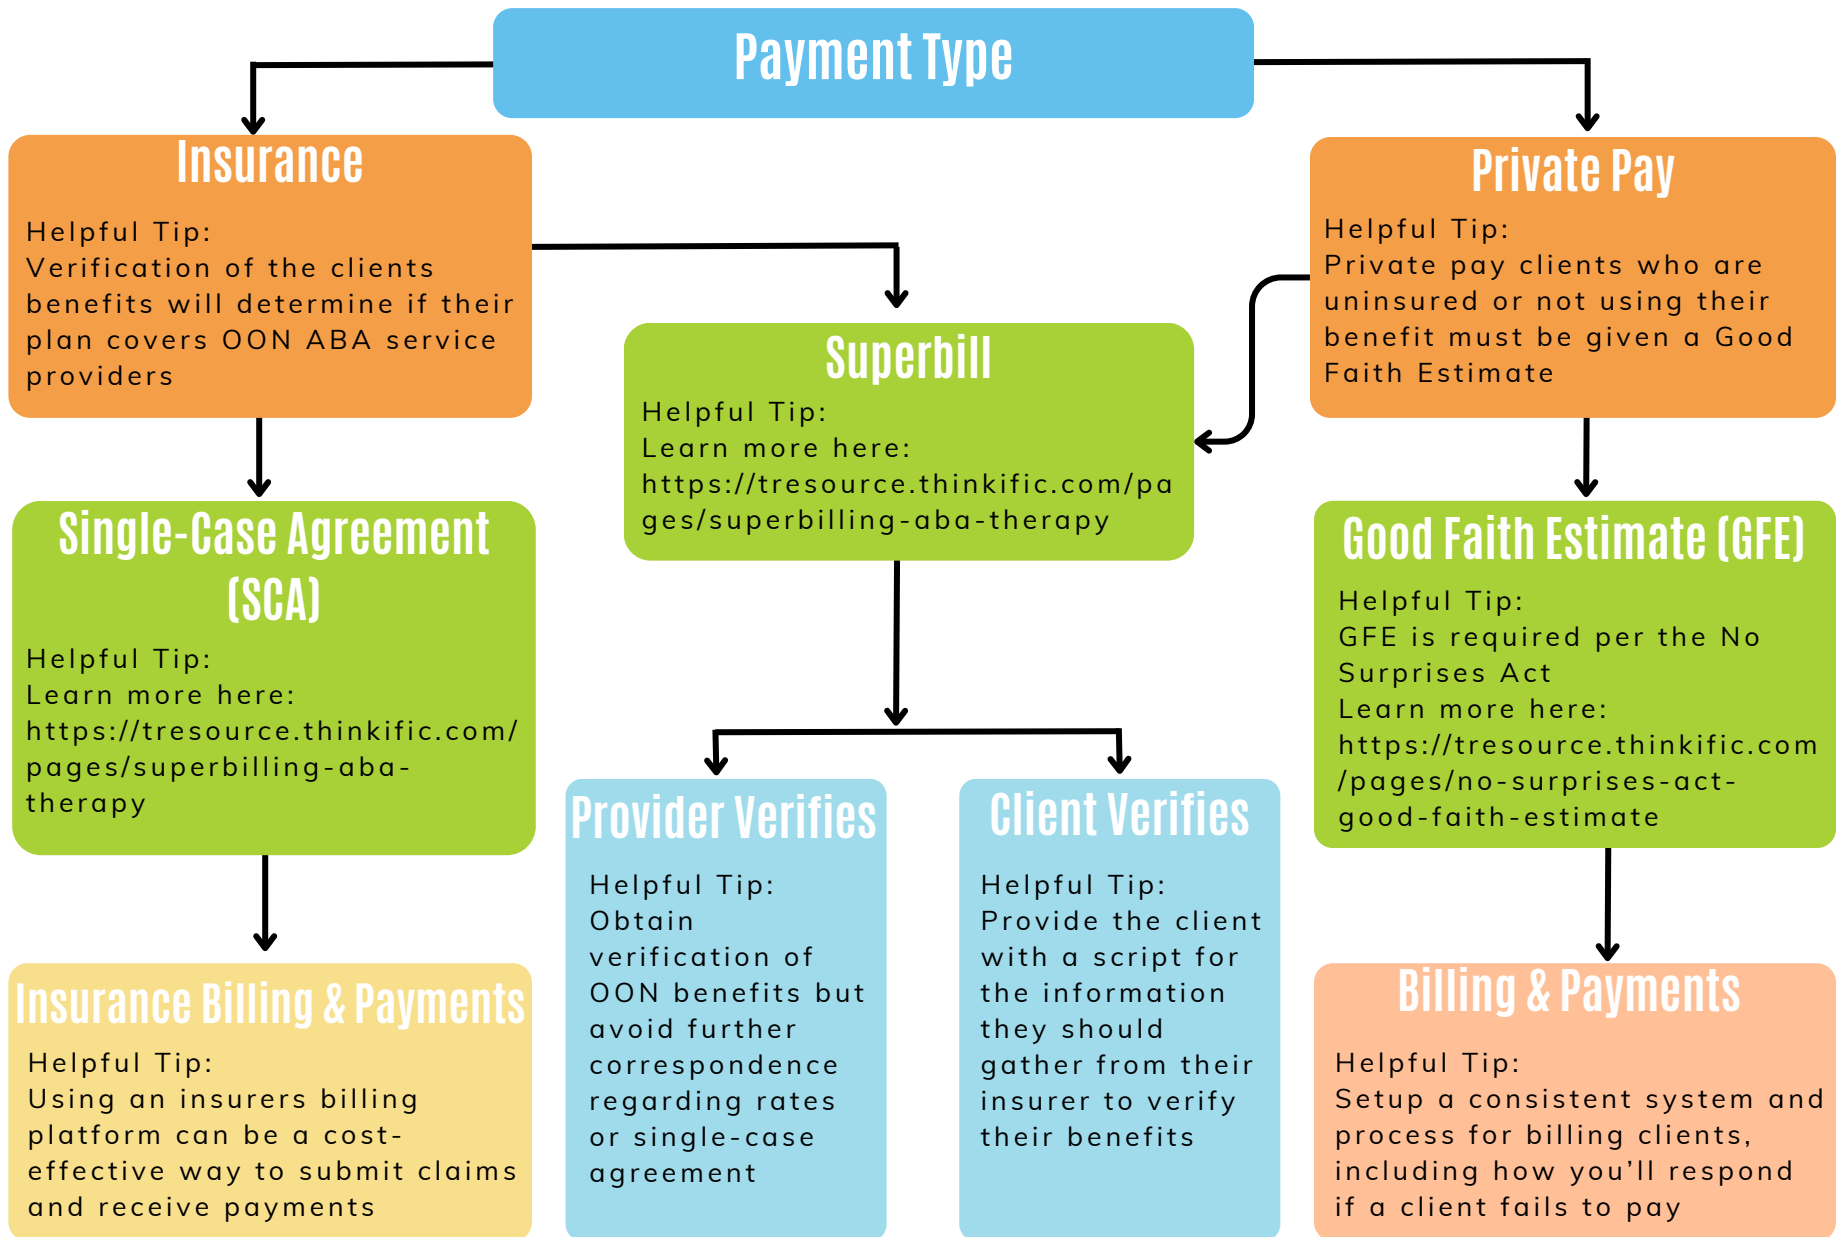 Payment Type
Insurance
Helpful Tip:
Verification of the clients
benefits will determine if their
plan covers OON ABA service
providers
Private Pay
Helpful Tip:
Private pay clients who are
uninsured or not using their
benefit must be given a Good
Faith Estimate
Superbill
Helpful Tip:
Learn more here:
https://tresource.thinkific.com/pa
ges/superbilling-aba-therapy
Single-Case Agreement
(SCA)
Helpful Tip:
Learn more here:
https://tresource.thinkific.com/
pages/superbilling-aba-
therapy
Good Faith Estimate (GFE)
Helpful Tip:
GFE is required per the No
Surprises Act
Learn more here:
https://tresource.thinkific.com
/pages/no-surprises-act-
good-faith-estimate
Provider Verifies
Helpful Tip:
Obtain
verification of
OON benefits but
avoid further
correspondence
regarding rates
or single-case
agreement
Client Verifies
Helpful Tip:
Provide the client
with a script for
the information
they should
gather from their
insurer to verify
their benefits
Insurance Billing & Payments
Helpful Tip:
Using an insurers billing
platform can be a cost-
effective way to submit claims
and receive payments
Billing & Payments
Helpful Tip:
Setup a consistent system and
process for billing clients,
including how you’ll respond
if a client fails to pay